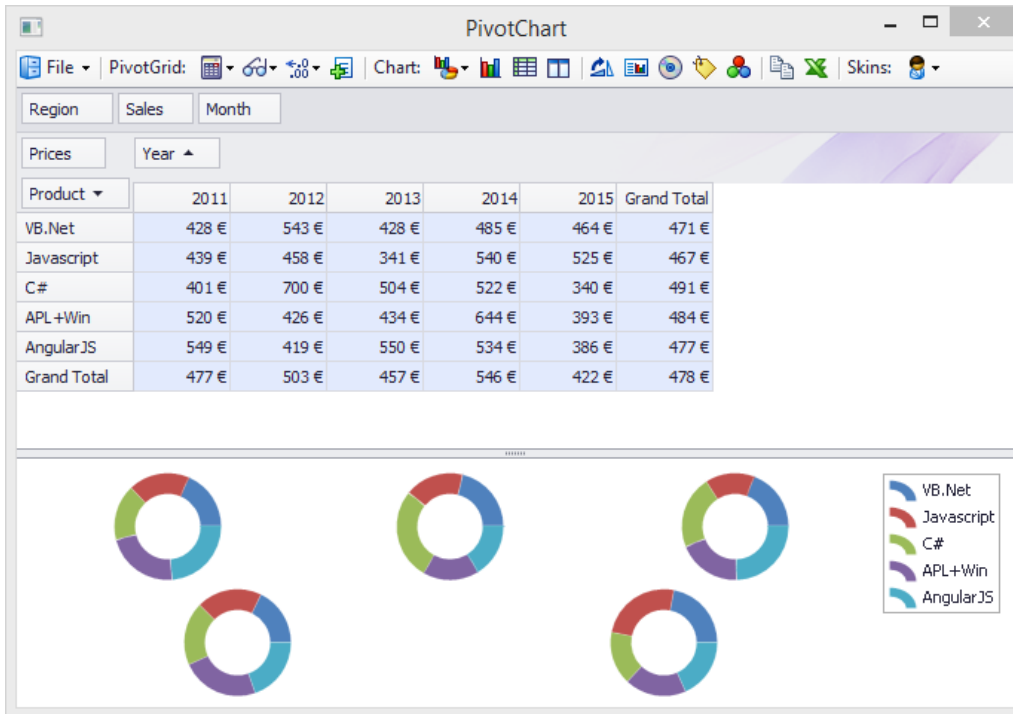 PivotChart
File PivotGrid: Chart: Skins:
Region Sales Month
Prices Year
Product 2011 2012 2013 2014 2015 Grand Total
VB.Net 428 € 543 € 428 € 485 € 464 € 471 €
Javascript 439 € 458 € 341 € 540 € 525 € 467 €
C# 401 € 700 € 504 € 522 € 340 € 491 €
APL+Win 520 € 426 € 434 € 644 € 393 € 484 €
AngularJS 549 € 419 € 550 € 534 € 386 € 477 €
Grand Total 477 € 503 € 457 € 546 € 422 € 478 €
VB.Net
Javascript
C#
APL+Win
AngularJS